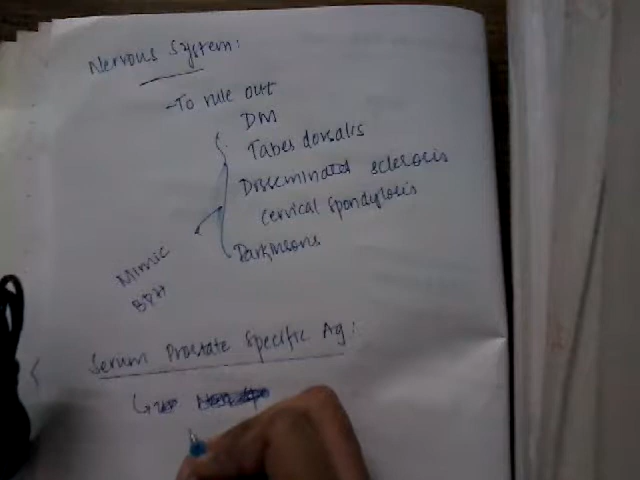 Nervous System:
- To rule out
DM
Tabes dorsalis
Disseminated sclerosis
Cervical Spondylosis
Parkinsons
Mimic
BPH
Serum Prostate Specific Ag: